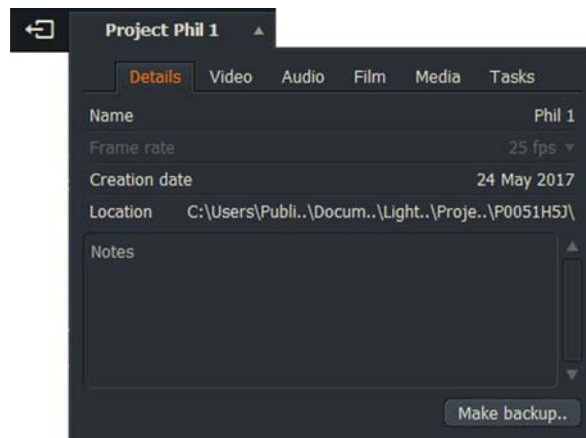 Project Phil 1
Details Video Audio Film Media Tasks
Name Phil 1
Frame rate 25 fps
Creation date 24 May 2017
Location C:\Users\Publi..\Docum..\Light..\Proje..\P0051H5J\
Notes
Make backup..